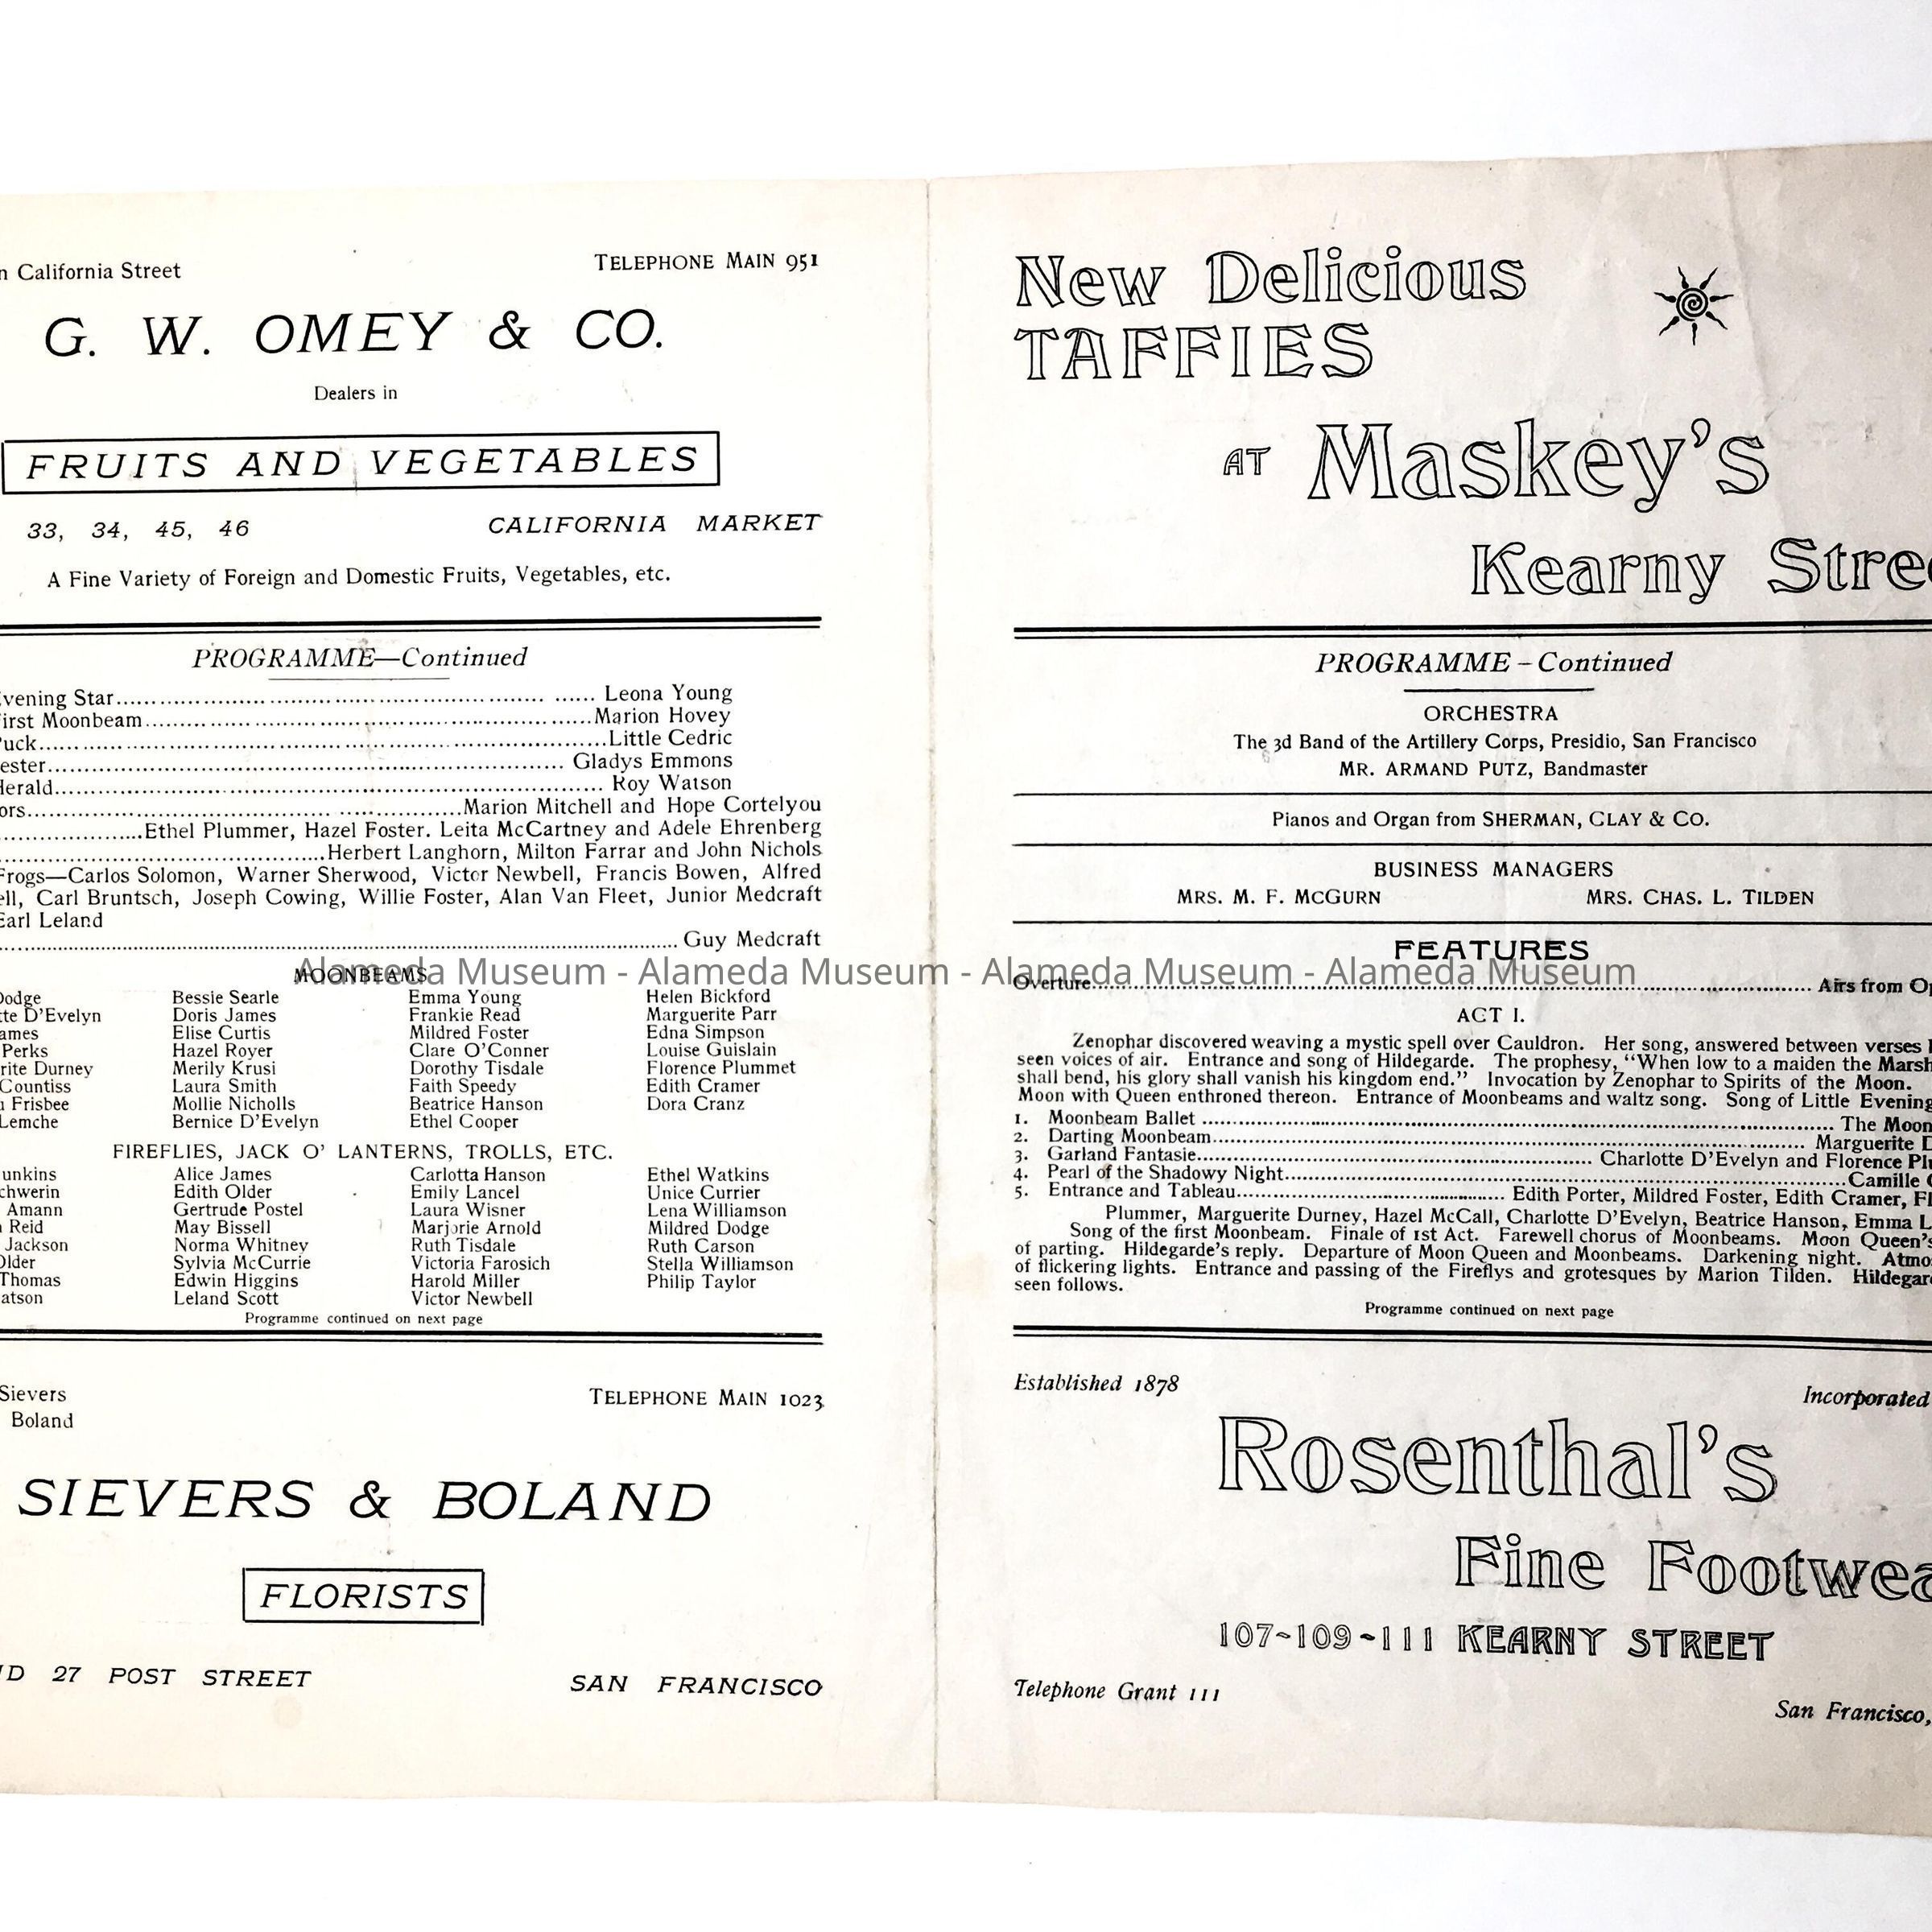 n California Street
TELEPHONE MAIN 951
G. W. OMEY & CO.
Dealers in
FRUITS AND VEGETABLES
33, 34, 45, 46
CALIFORNIA MARKET
A Fine Variety of Foreign and Domestic Fruits, Vegetables, etc.
PROGRAMME—Continued
vening Star............ Leona Young
irst Moonbeam............Marion Hovey
uck............Little Cedric
ester............ Gladys Emmons
erald............ Roy Watson
ors............Marion Mitchell and Hope Cortelyou
............Ethel Plummer, Hazel Foster. Leita McCartney and Adele Ehrenberg
............Herbert Langhorn, Milton Farrar and John Nichols
Frogs—Carlos Solomon, Warner Sherwood, Victor Newbell, Francis Bowen, Alfred
ell, Carl Bruntsch, Joseph Cowing, Willie Foster, Alan Van Fleet, Junior Medcraft
Earl Leland
............ Guy Medcraft
MOONBEAMS
Dodge Bessie Searle Emma Young Helen Bickford
tte D'Evelyn Doris James Frankie Read Marguerite Parr
ames Elise Curtis Mildred Foster Edna Simpson
Perks Hazel Royer Clare O'Conner Louise Guislain
rite Durney Merily Krusi Dorothy Tisdale Florence Plummet
Countiss Laura Smith Faith Speedy Edith Cramer
Frisbee Mollie Nicholls Beatrice Hanson Dora Cranz
Lemche Bernice D'Evelyn Ethel Cooper
FIREFLIES, JACK O' LANTERNS, TROLLS, ETC.
unkins Alice James Carlotta Hanson Ethel Watkins
chwerin Edith Older Emily Lancel Unice Currier
Amann Gertrude Postel Laura Wisner Lena Williamson
Reid May Bissell Marjorie Arnold Mildred Dodge
Jackson Norma Whitney Ruth Tisdale Ruth Carson
Older Sylvia McCurrie Victoria Farosich Stella Williamson
Thomas Edwin Higgins Harold Miller Philip Taylor
atson Leland Scott Victor Newbell
Programme continued on next page
Sievers
TELEPHONE MAIN 1023
Boland
SIEVERS & BOLAND
FLORISTS
D 27 POST STREET
SAN FRANCISCO
New Delicious
TAFFIES
AT Maskey's
Kearny Stre
PROGRAMME – Continued
ORCHESTRA
The 3d Band of the Artillery Corps, Presidio, San Francisco
MR. ARMAND PUTZ, Bandmaster
Pianos and Organ from SHERMAN, CLAY & CO.
BUSINESS MANAGERS
MRS. M. F. MCGURN MRS. CHAS. L. TILDEN
FEATURES
Alameda Museum - Alameda Museum - Alameda Museum - Alameda Museum
Overture............ Airs from Op
ACT I.
Zenophar discovered weaving a mystic spell over Cauldron. Her song, answered between verses
seen voices of air. Entrance and song of Hildegarde. The prophesy, "When low to a maiden the Marsh
shall bend, his glory shall vanish his kingdom end." Invocation by Zenophar to Spirits of the Moon.
Moon with Queen enthroned thereon. Entrance of Moonbeams and waltz song. Song of Little Evening
1. Moonbeam Ballet ............ The Moon
2. Darting Moonbeam............ Marguerite D
3. Garland Fantasie............ Charlotte D'Evelyn and Florence Plu
4. Pearl of the Shadowy Night............Camille
5. Entrance and Tableau............ Edith Porter, Mildred Foster, Edith Cramer, Fl
Plummer, Marguerite Durney, Hazel McCall, Charlotte D'Evelyn, Beatrice Hanson, Emma L
Song of the first Moonbeam. Finale of 1st Act. Farewell chorus of Moonbeams. Moon Queen's
of parting. Hildegarde's reply. Departure of Moon Queen and Moonbeams. Darkening night. Atmo
of flickering lights. Entrance and passing of the Fireflys and grotesques by Marion Tilden. Hildegar
seen follows.
Programme continued on next page
Established 1878
Incorporated
Rosenthal's
Fine Footwea
107-109-111 KEARNY STREET
Telephone Grant 111
San Francisco,